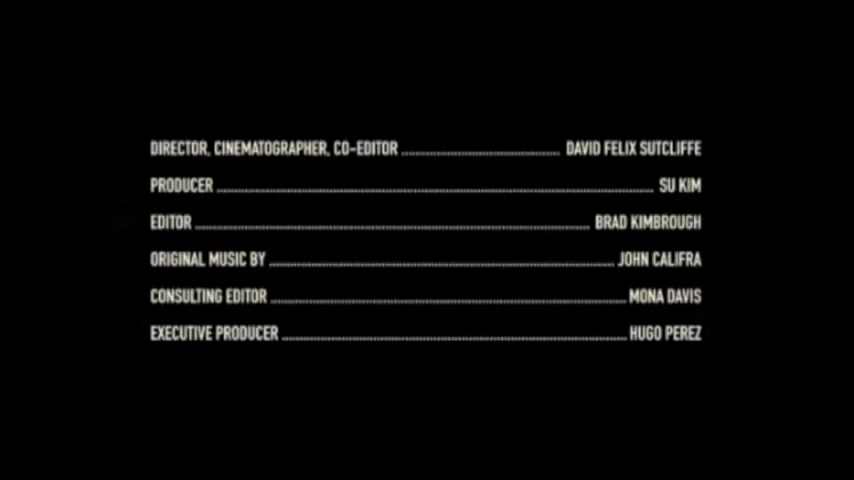 DIRECTOR, CINEMATOGRAPHER, CO-EDITOR ........................ DAVID FELIX SUTCLIFFE
PRODUCER ........................ SU KIM
EDITOR ........................ BRAD KIMBROUGH
ORIGINAL MUSIC BY ........................ JOHN CALIFRA
CONSULTING EDITOR ........................ MONA DAVIS
EXECUTIVE PRODUCER ........................ HUGO PEREZ